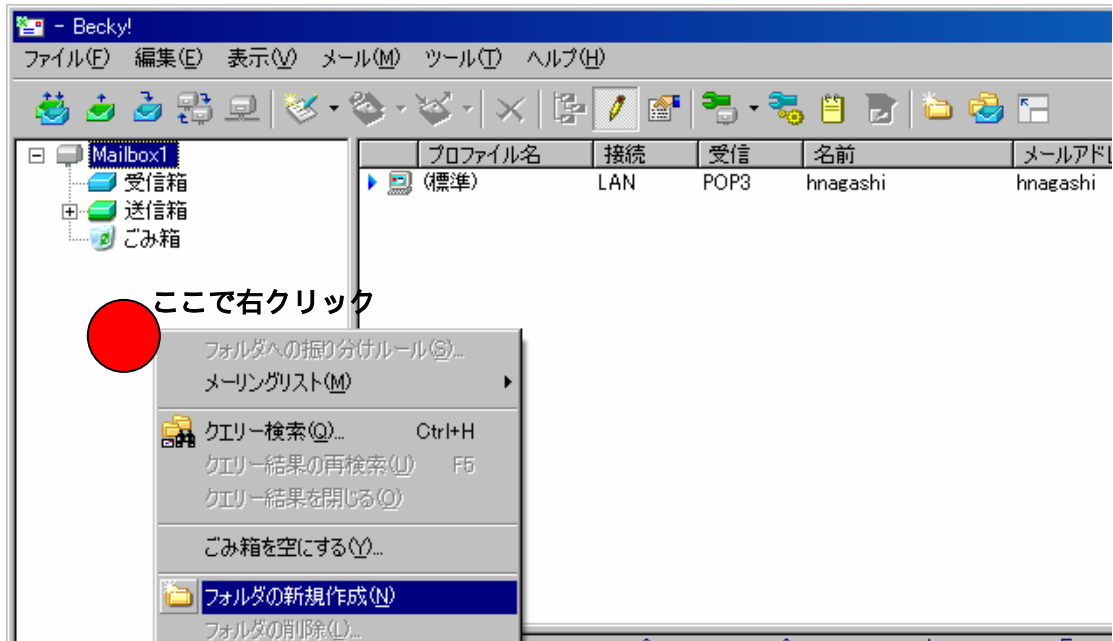 - Becky!
ファイル(F) 編集(E) 表示(V) メール(M) ツール(T) ヘルプ(H)
Mailbox1
受信箱
送信箱
ごみ箱
プロファイル名 接続 受信 名前 メールアドレ
(標準) LAN POP3 hnagashi hnagashi
ここで右クリック
フォルダへの振り分けルール(S)...
メーリングリスト(M)
クエリー検索(Q)... Ctrl+H
クエリー結果の再検索(U) F5
クエリー結果を閉じる(O)
ごみ箱を空にする(Y)...
フォルダの新規作成(N)
フォルダの削除(L)...